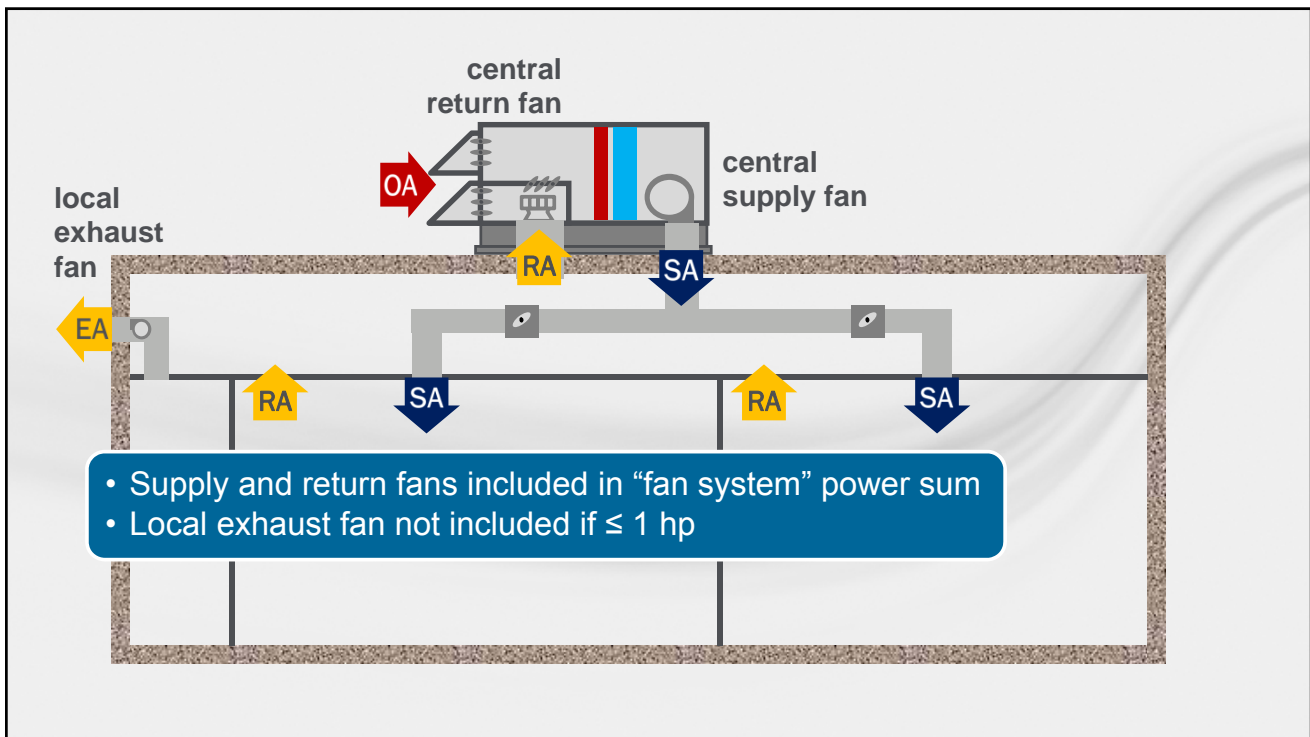 central
return fan
OA
central
supply fan
local
exhaust
fan
RA
SA
EA
RA
SA
RA
SA
• Supply and return fans included in “fan system” power sum
• Local exhaust fan not included if ≤ 1 hp